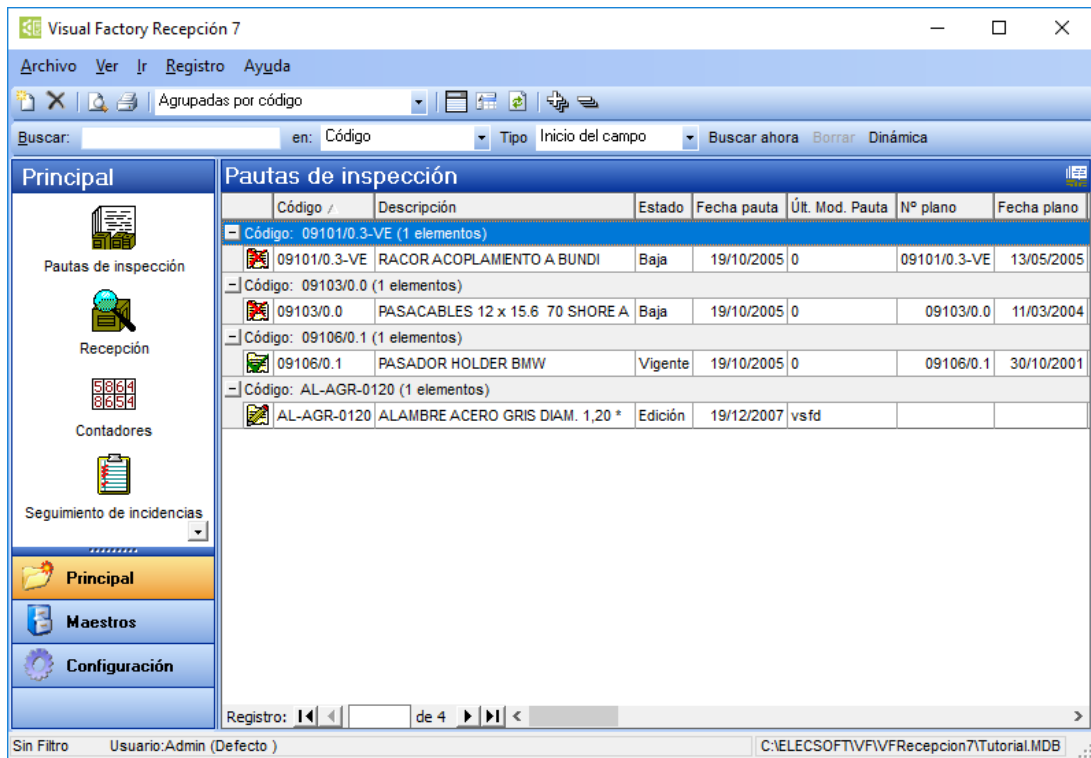 Visual Factory Recepción 7
Archivo Ver Ir Registro Ayuda
Agrupadas por código
Buscar: en: Código Tipo Inicio del campo Buscar ahora Borrar Dinámica
Principal
Pautas de inspección
Recepción
5864
8654
Contadores
Seguimiento de incidencias
Principal
Maestros
Configuración
Pautas de inspección
Código Descripción Estado Fecha pauta Últ. Mod. Pauta Nº plano Fecha plano
Código: 09101/0.3-VE (1 elementos)
09101/0.3-VE RACOR ACOPLAMIENTO A BUNDI Baja 19/10/2005 0 09101/0.3-VE 13/05/2005
Código: 09103/0.0 (1 elementos)
09103/0.0 PASACABLES 12 x 15.6 70 SHORE A Baja 19/10/2005 0 09103/0.0 11/03/2004
Código: 09106/0.1 (1 elementos)
09106/0.1 PASADOR HOLDER BMW Vigente 19/10/2005 0 09106/0.1 30/10/2001
Código: AL-AGR-0120 (1 elementos)
AL-AGR-0120 ALAMBRE ACERO GRIS DIAM. 1,20 * Edición 19/12/2007 vsfd
Registro: de 4
Sin Filtro Usuario:Admin (Defecto ) C:\ELECSOFT\VF\VFRecepcion7\Tutorial.MDB